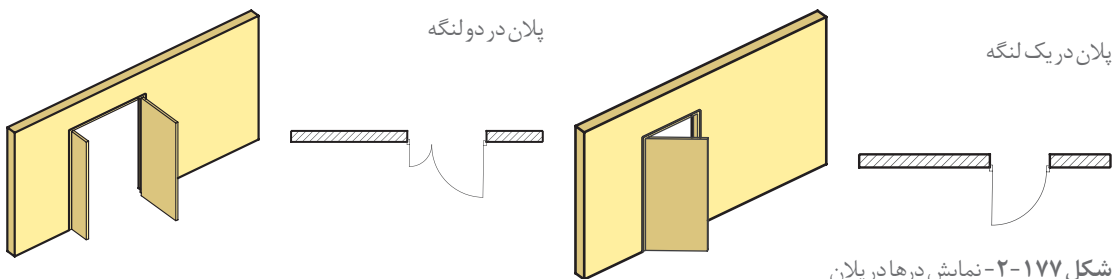 پلان در یک لنگه
پلان در دو لنگه
شکل ۱۷۷-۲- نمایش درها در پلان